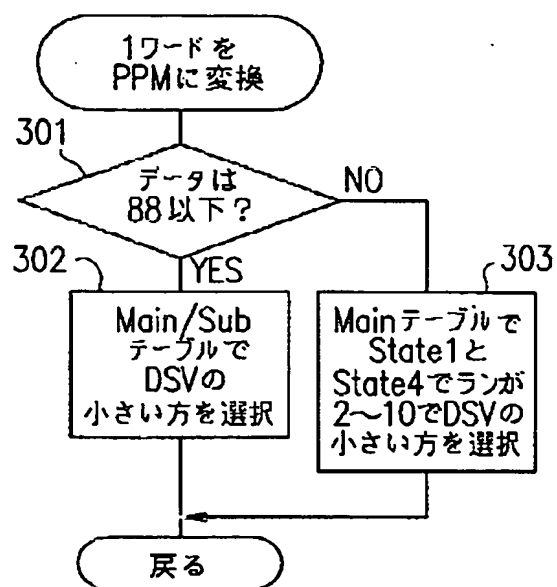 1ワードを
PPMに変換
301
データは
88以下?
NO
YES
302
Main/Sub
テーブルで
DSVの
小さい方を選択
303
Mainテーブルで
State1と
State4でランが
2～10でDSVの
小さい方を選択
戻る